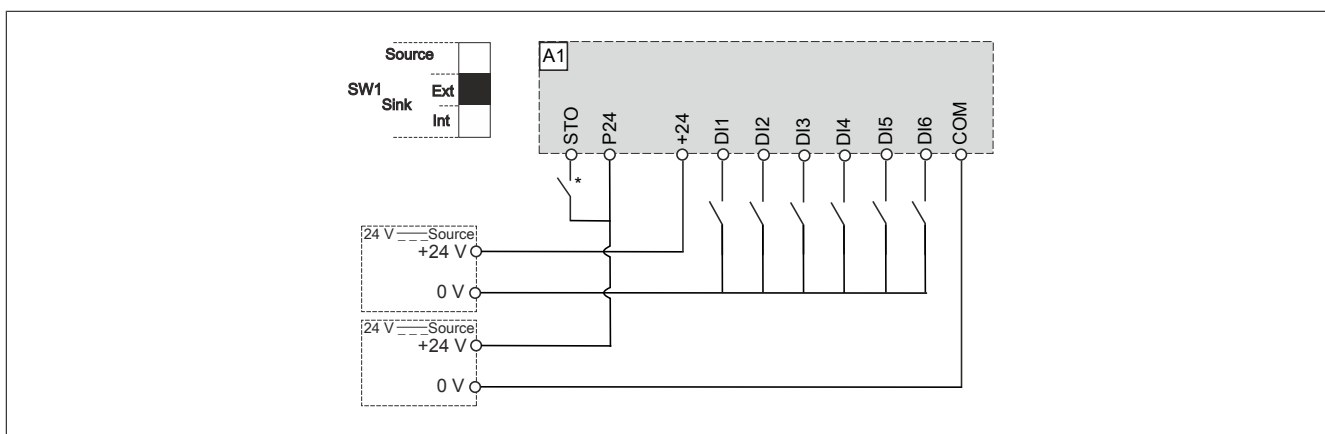 Source
SW1
Sink
Ext
Int
A1
STO
P24
+24
DI1
DI2
DI3
DI4
DI5
DI6
COM
*
24 V Source
+24 V
0 V
24 V Source
+24 V
0 V